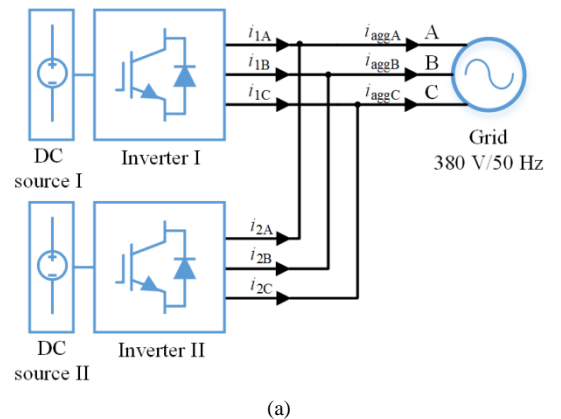 i1A iaggA A
i1B iaggB B
i1C iaggC C
DC
source I
Inverter I
Grid
380 V/50 Hz
i2A
i2B
i2C
DC
source II
Inverter II
(a)